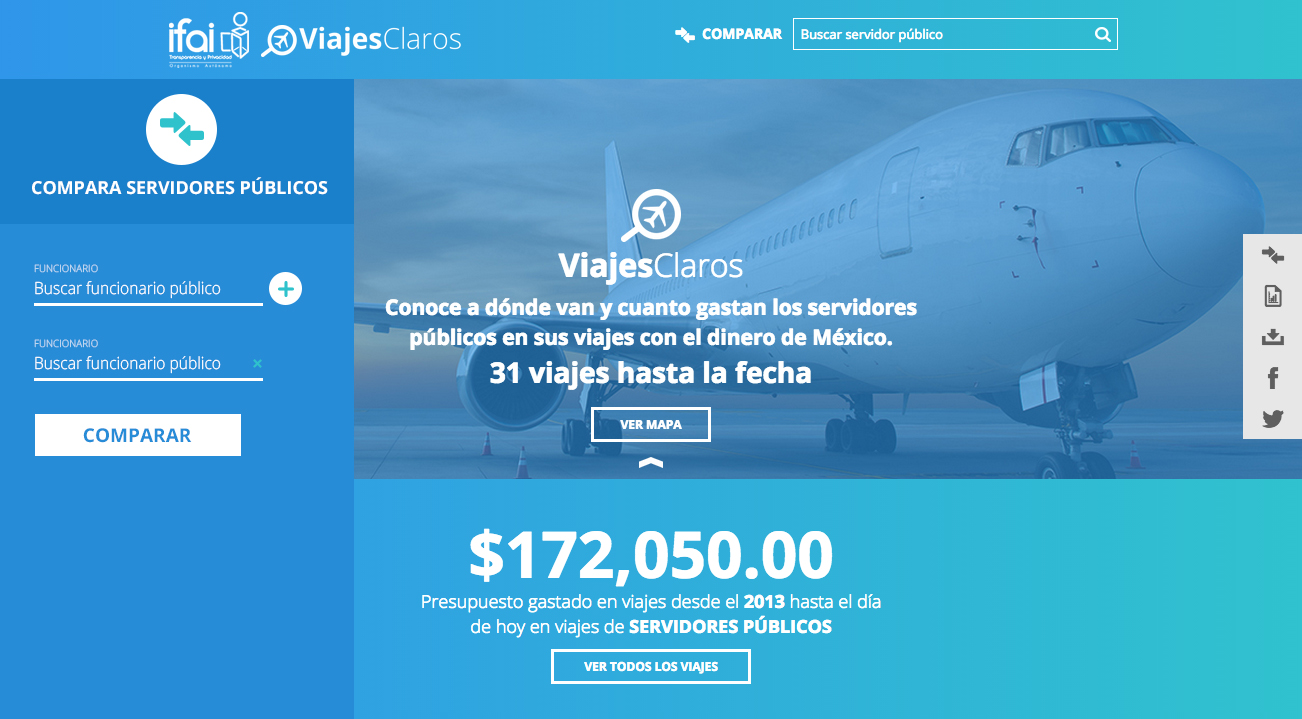 ifai
Transparencia y Privacidad
Organismo Autónomo
ViajesClaros
COMPARAR
Buscar servidor público
COMPARA SERVIDORES PÚBLICOS
FUNCIONARIO
Buscar funcionario público
FUNCIONARIO
Buscar funcionario público
COMPARAR
ViajesClaros
Conoce a dónde van y cuanto gastan los servidores
públicos en sus viajes con el dinero de México.
31 viajes hasta la fecha
VER MAPA
$172,050.00
Presupuesto gastado en viajes desde el 2013 hasta el día
de hoy en viajes de SERVIDORES PÚBLICOS
VER TODOS LOS VIAJES